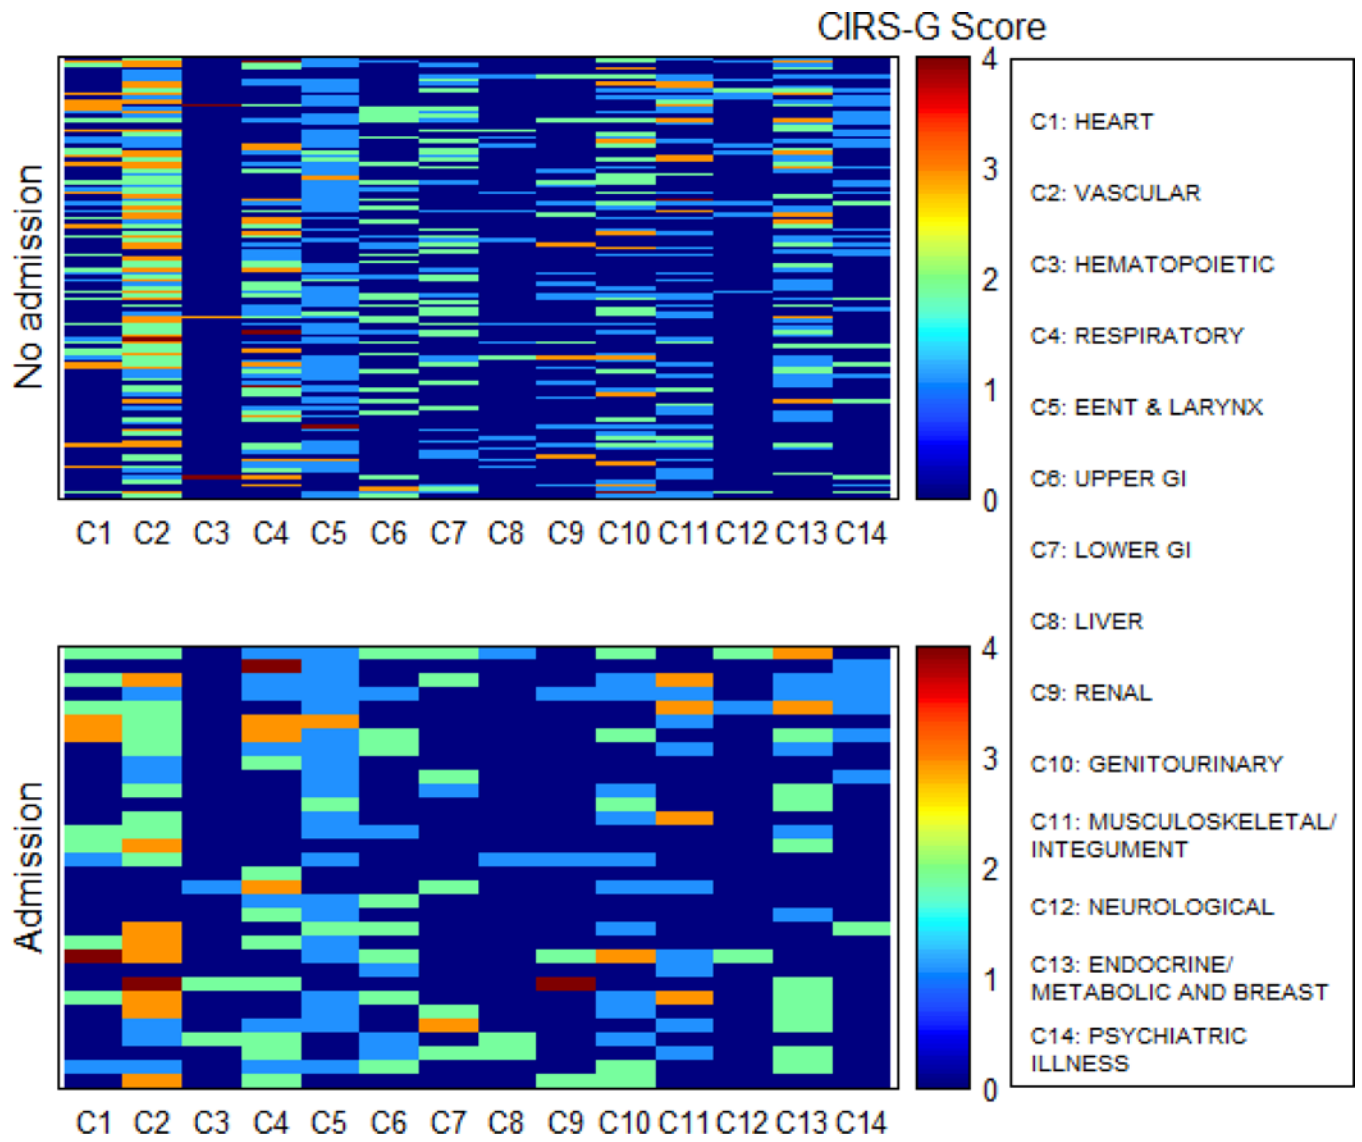 CIRS-G Score
No admission
4
3
2
1
0
C1 C2 C3 C4 C5 C6 C7 C8 C9 C10 C11 C12 C13 C14
Admission
4
3
2
1
0
C1 C2 C3 C4 C5 C6 C7 C8 C9 C10 C11 C12 C13 C14
C1: HEART
C2: VASCULAR
C3: HEMATOPOIETIC
C4: RESPIRATORY
C5: EENT & LARYNX
C6: UPPER GI
C7: LOWER GI
C8: LIVER
C9: RENAL
C10: GENITOURINARY
C11: MUSCULOSKELETAL/
INTEGUMENT
C12: NEUROLOGICAL
C13: ENDOCRINE/
METABOLIC AND BREAST
C14: PSYCHIATRIC
ILLNESS